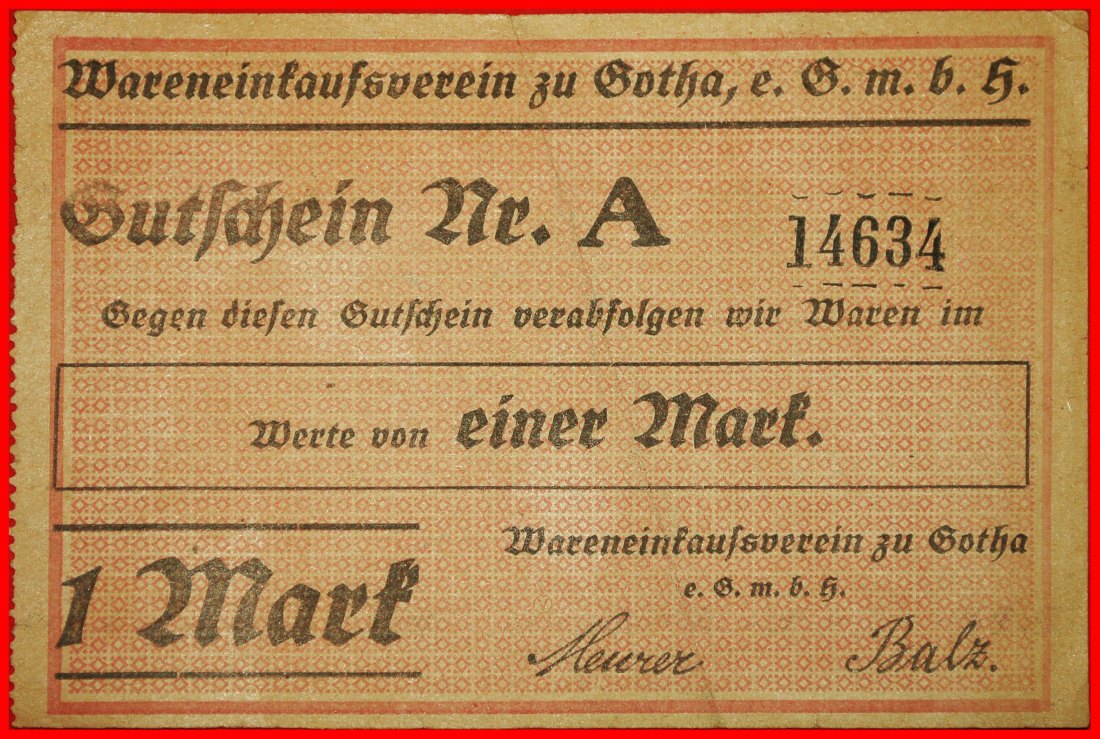 Wareneinkaufsverein zu Gotha, e. G. m. b. H.
Gutschein Nr. A 14634
Gegen diesen Gutschein verabfolgen wir Waren im
Werte von einer Mark.
1 Mark
Wareneinkaufsverein zu Gotha
e. G. m. b. H.
Meurer Balz.